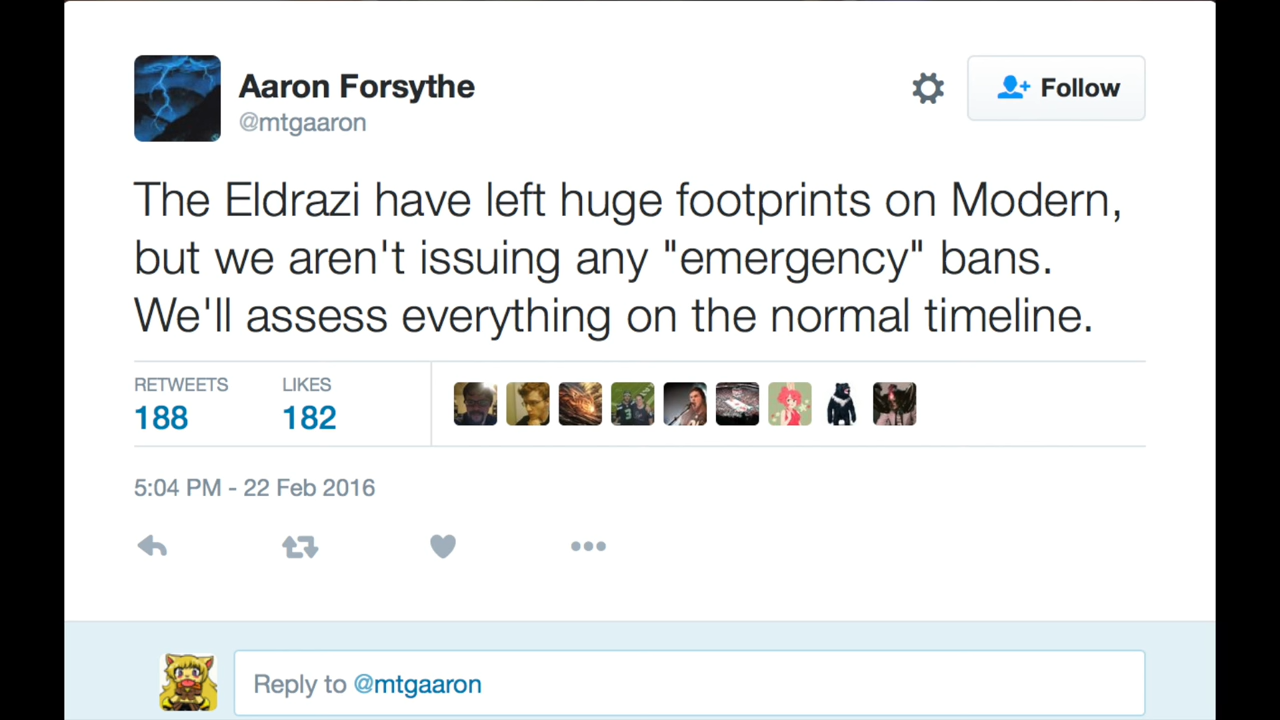 Aaron Forsythe
@mtgaaron
Follow
The Eldrazi have left huge footprints on Modern,
but we aren't issuing any "emergency" bans.
We'll assess everything on the normal timeline.
RETWEETS LIKES
188 182
5:04 PM - 22 Feb 2016
Reply to @mtgaaron